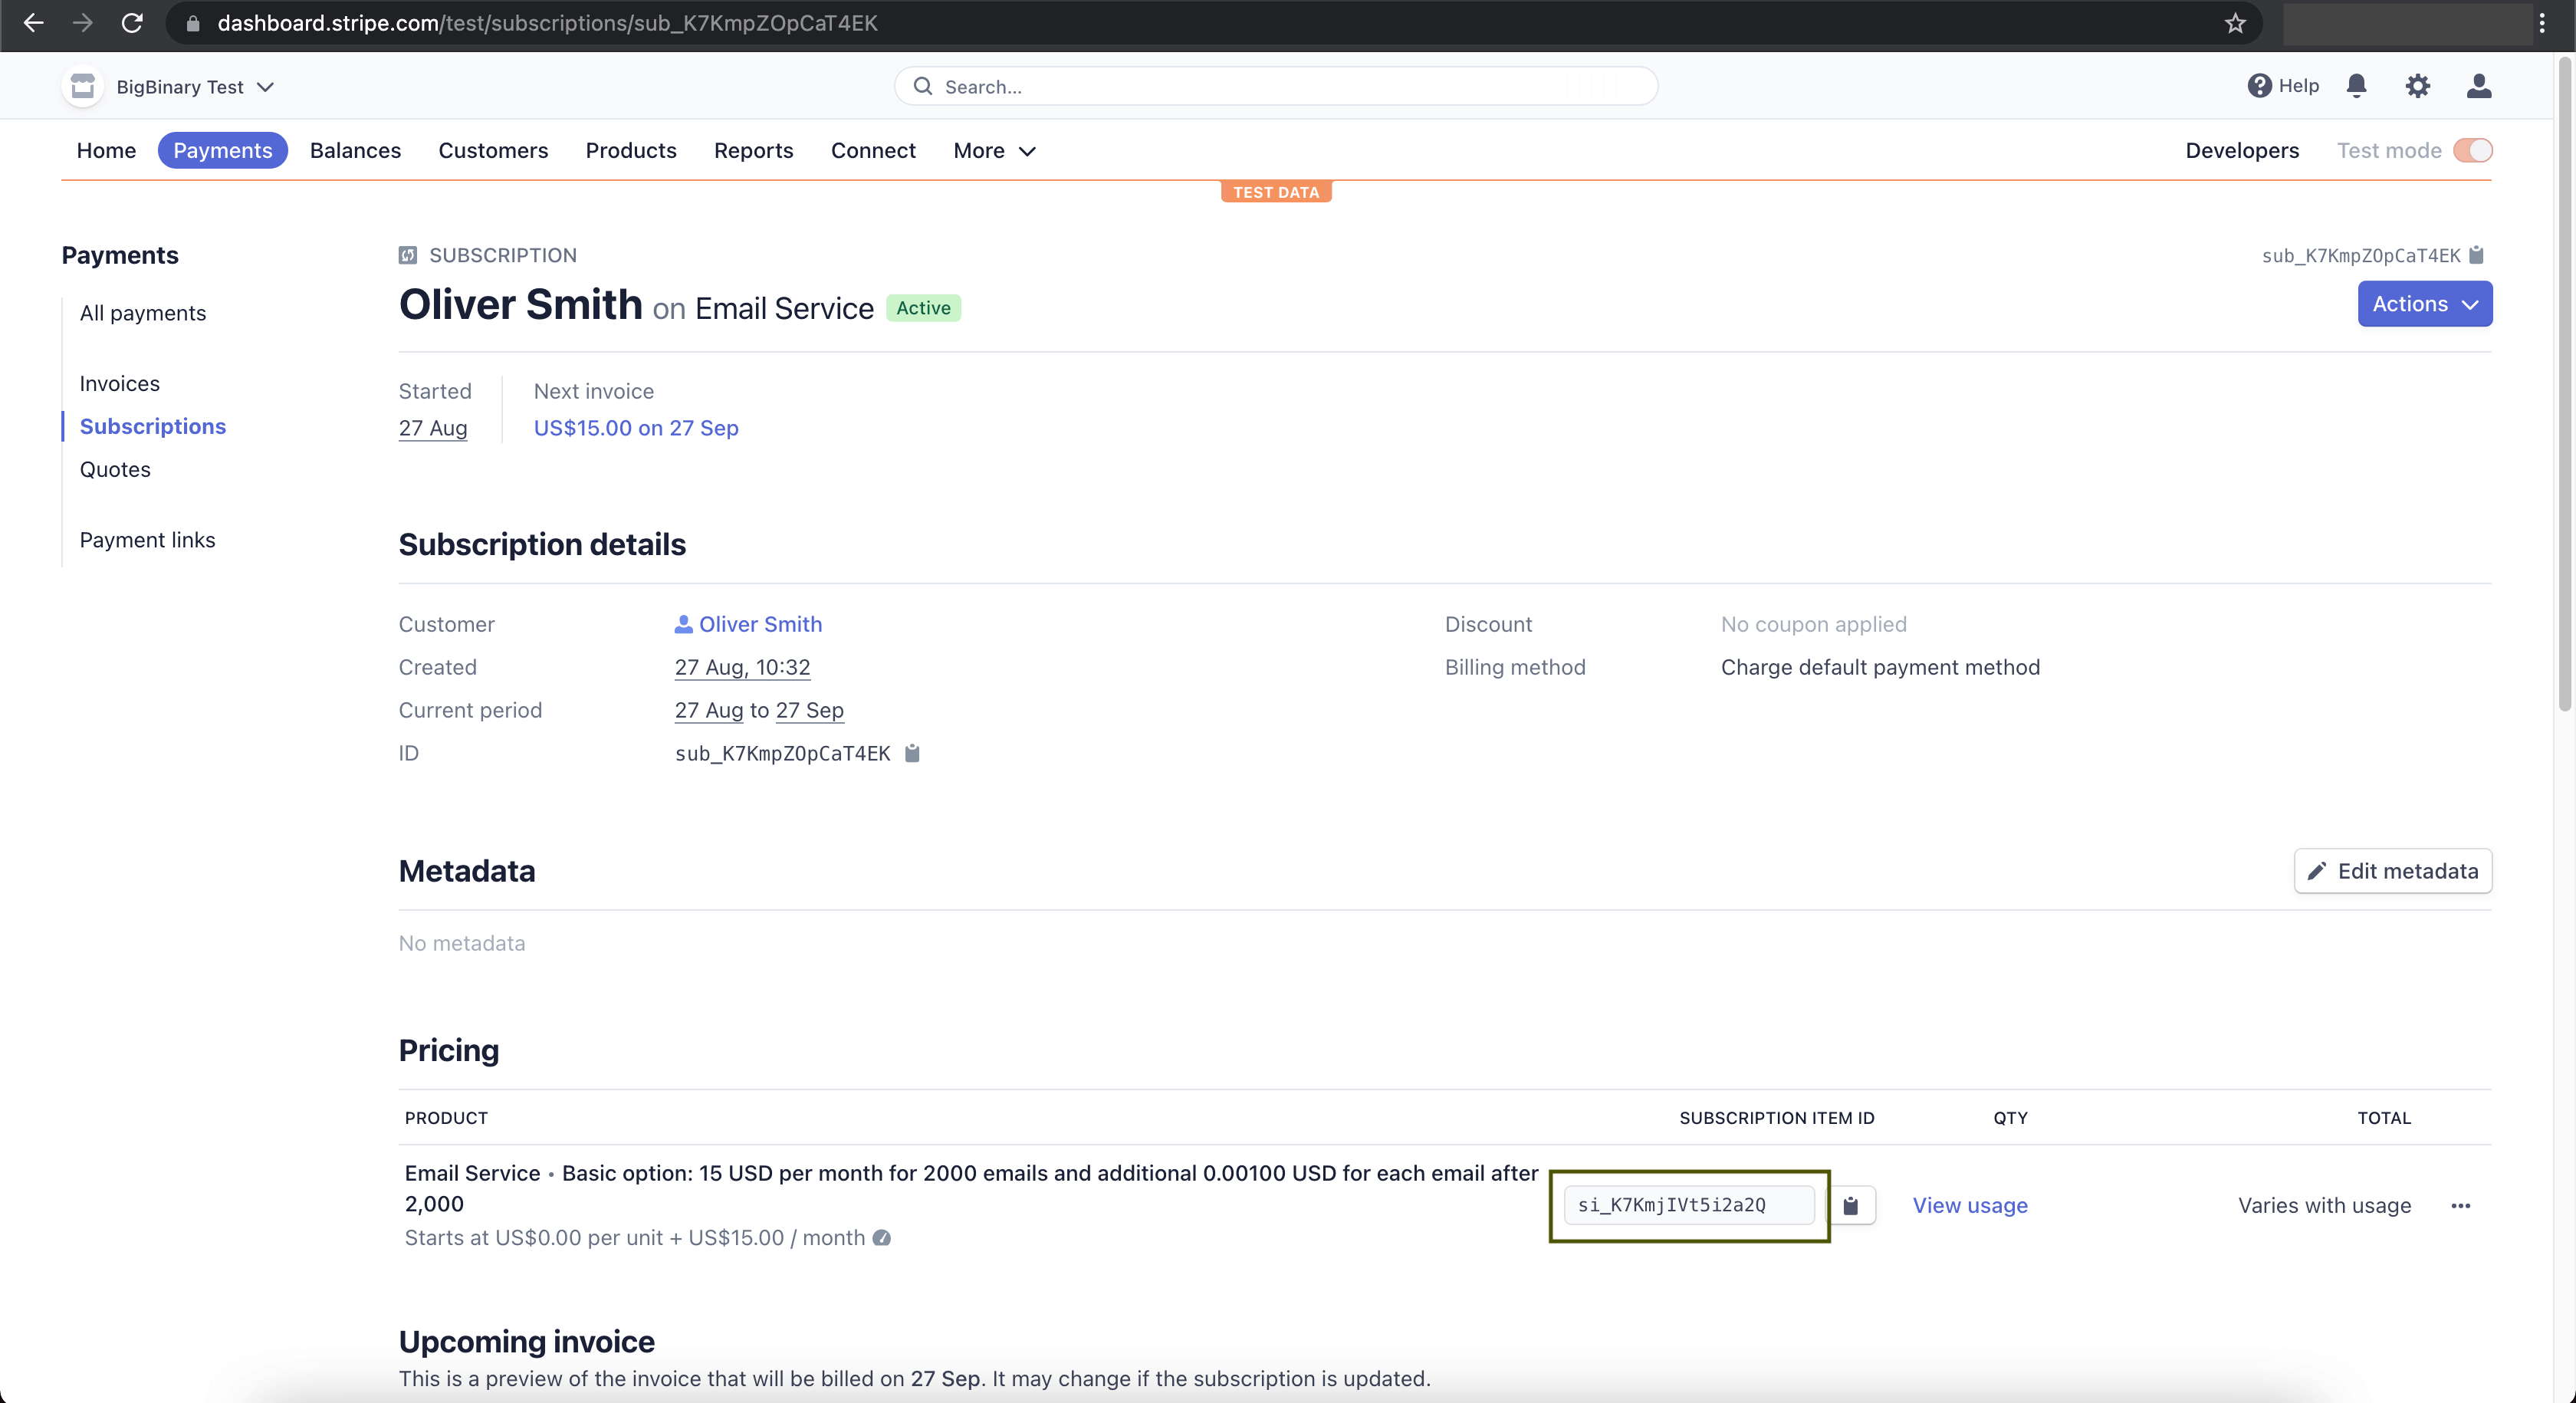 dashboard.stripe.com/test/subscriptions/sub_K7KmpZOpCaT4EK
BigBinary Test
Search...
Help
Home Payments Balances Customers Products Reports Connect More
Developers Test mode
TEST DATA
Payments
All payments
Invoices
Subscriptions
Quotes
Payment links
SUBSCRIPTION
sub_K7KmpZOpCaT4EK
Oliver Smith on Email Service Active
Actions
Started
27 Aug
Next invoice
US$15.00 on 27 Sep
Subscription details
Customer Oliver Smith
Created 27 Aug, 10:32
Current period 27 Aug to 27 Sep
ID sub_K7KmpZOpCaT4EK
Discount No coupon applied
Billing method Charge default payment method
Metadata
Edit metadata
No metadata
Pricing
PRODUCT SUBSCRIPTION ITEM ID QTY TOTAL
Email Service • Basic option: 15 USD per month for 2000 emails and additional 0.00100 USD for each email after
2,000
Starts at US$0.00 per unit + US$15.00 / month
si_K7KmjIVt5i2a2Q
View usage
Varies with usage
Upcoming invoice
This is a preview of the invoice that will be billed on 27 Sep. It may change if the subscription is updated.